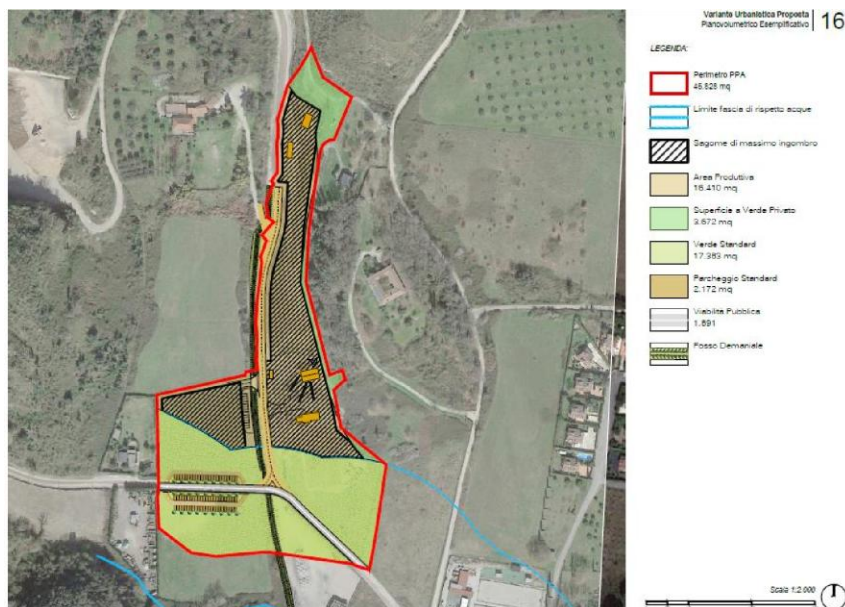 Variante Urbanistica Proposta
Planovolumetrico Esemplificativo
16
LEGENDA:
Perimetro PPA
45.828 mq
Limite fascia di rispetto acque
Sagome di massimo ingombro
Area Produttiva
16.410 mq
Superficie a Verde Privato
3.672 mq
Verde Standard
17.383 mq
Parcheggio Standard
2.172 mq
Viabilità Pubblica
1.891
Fosso Demaniale
Scala 1:2.000